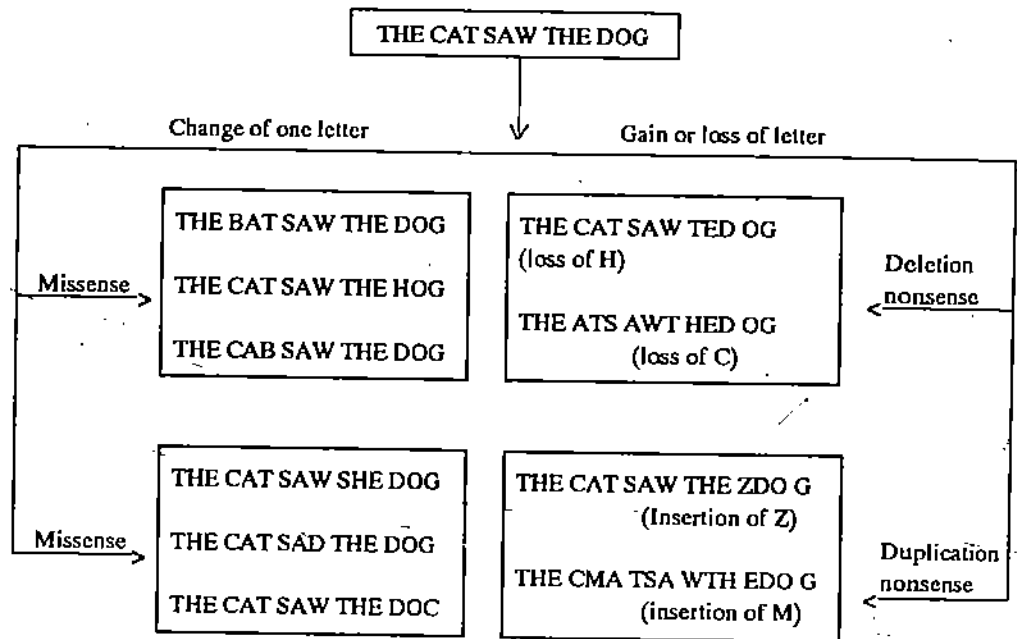 THE CAT SAW THE DOG
Change of one letter
Gain or loss of letter
Missense
THE BAT SAW THE DOG
THE CAT SAW THE HOG
THE CAB SAW THE DOG
THE CAT SAW TED OG
(loss of H)
THE ATS AWT HED OG
(loss of C)
Deletion
nonsense
Missense
THE CAT SAW SHE DOG
THE CAT SAD THE DOG
THE CAT SAW THE DOC
THE CAT SAW THE ZDO G
(Insertion of Z)
THE CMA TSA WTH EDO G
(insertion of M)
Duplication
nonsense